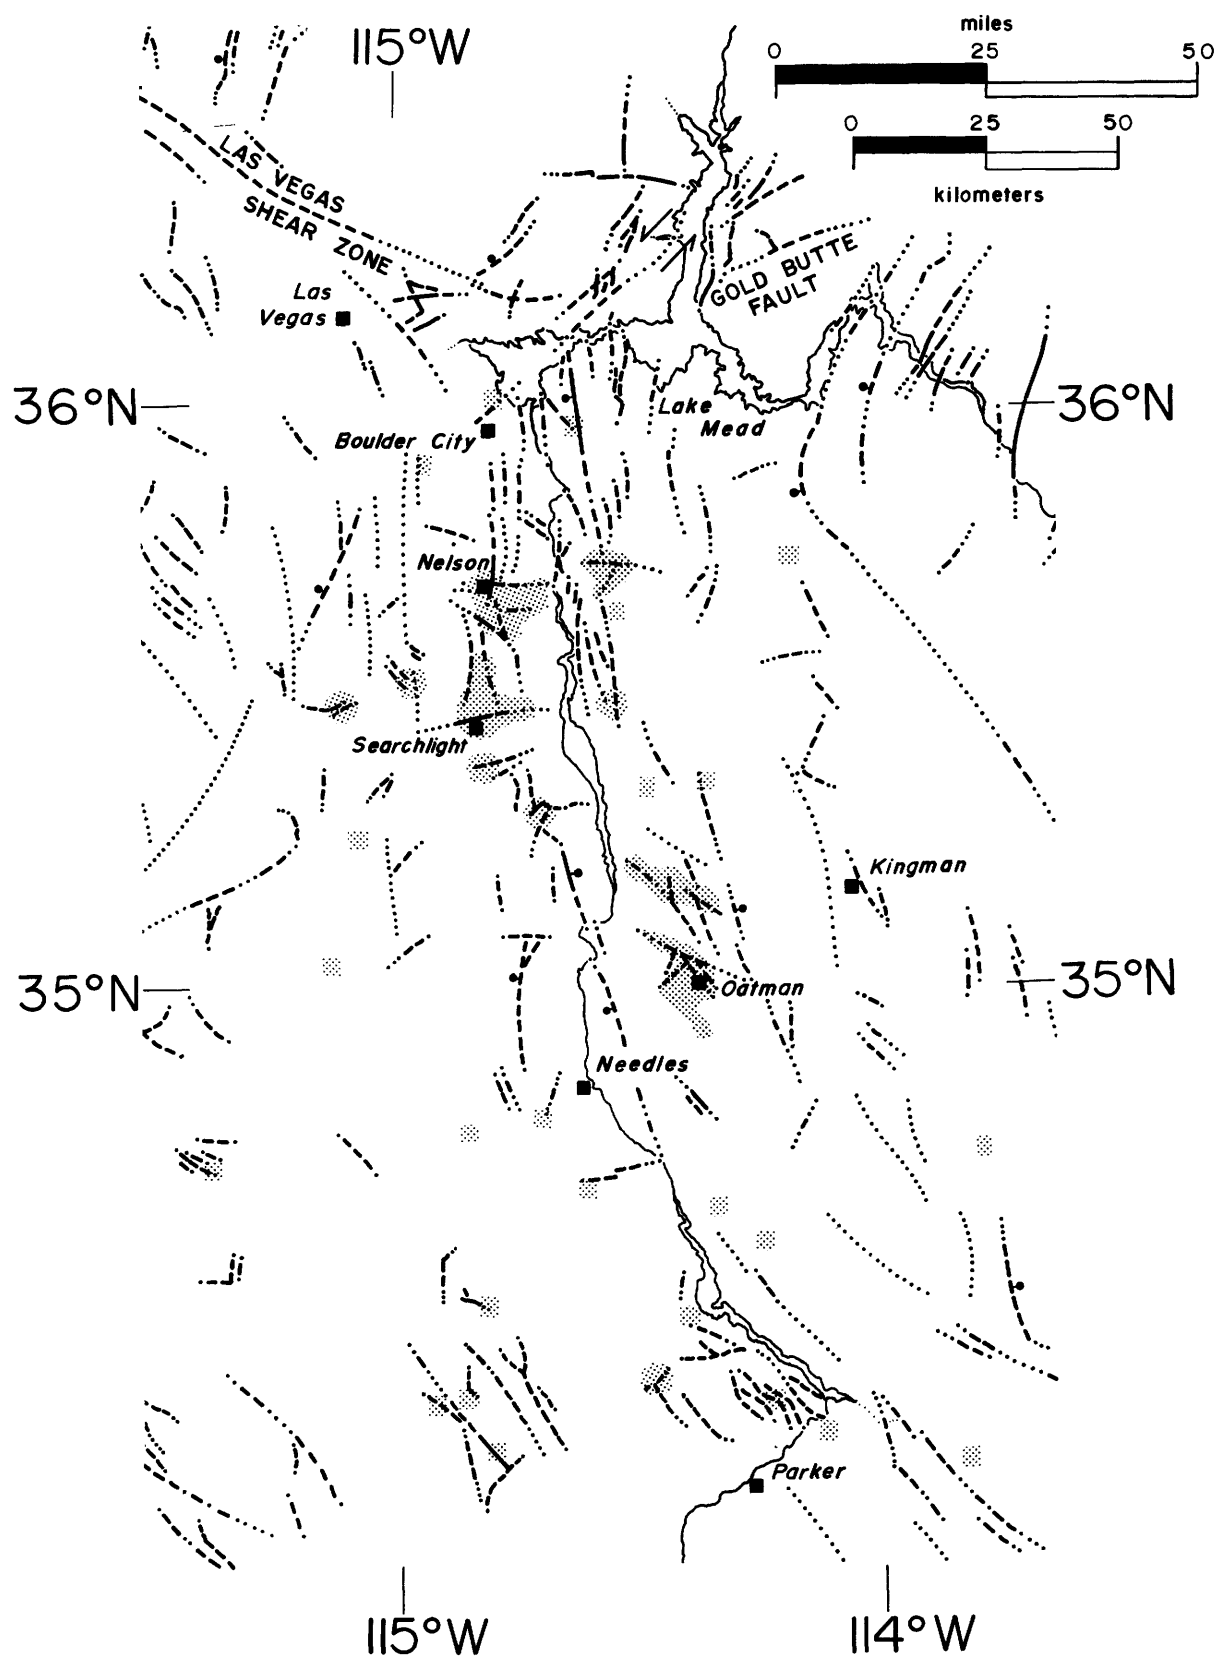 115°W
miles
0 25 50
0 25 50
kilometers
LAS VEGAS
SHEAR ZONE
GOLD BUTTE
FAULT
Las
Vegas
36°N
36°N
Lake
Mead
Boulder City
Nelson
Searchlight
Kingman
35°N
35°N
Oatman
Needles
Parker
115°W
114°W